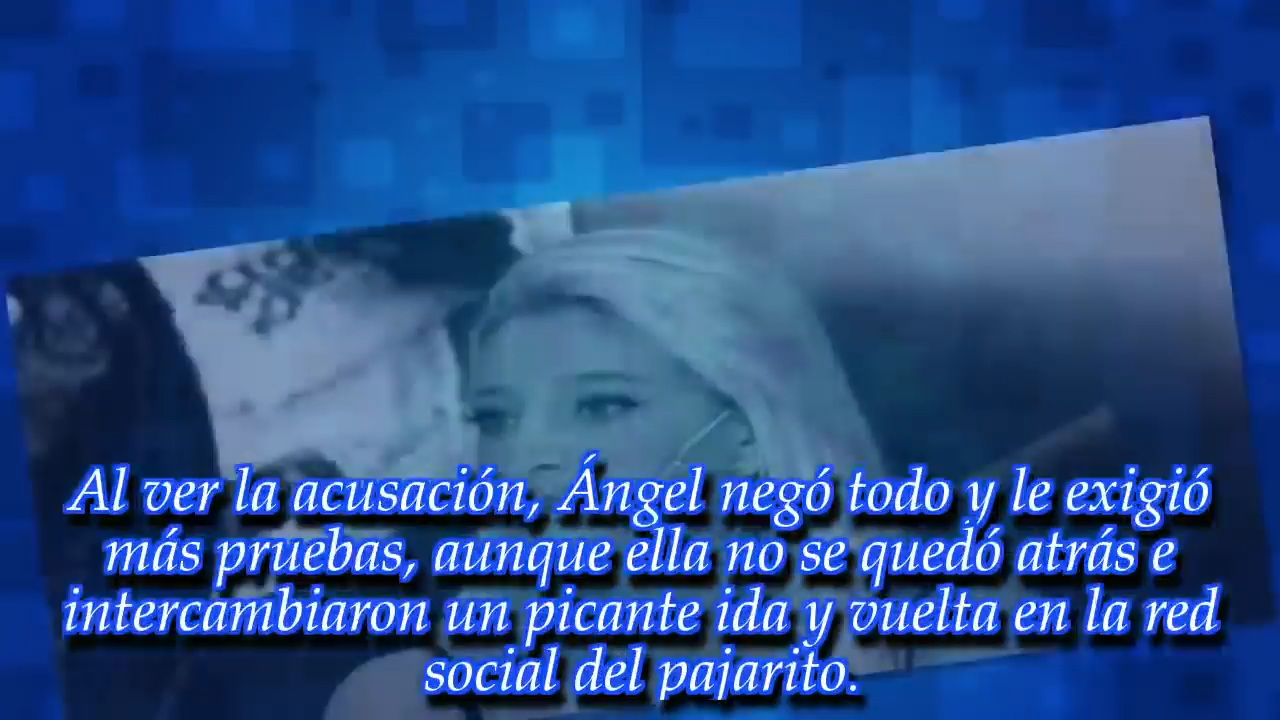 Al ver la acusación, Ángel negó todo y le exigió
más pruebas, aunque ella no se quedó atrás e
intercambiaron un picante ida y vuelta en la red
social del pajarito.